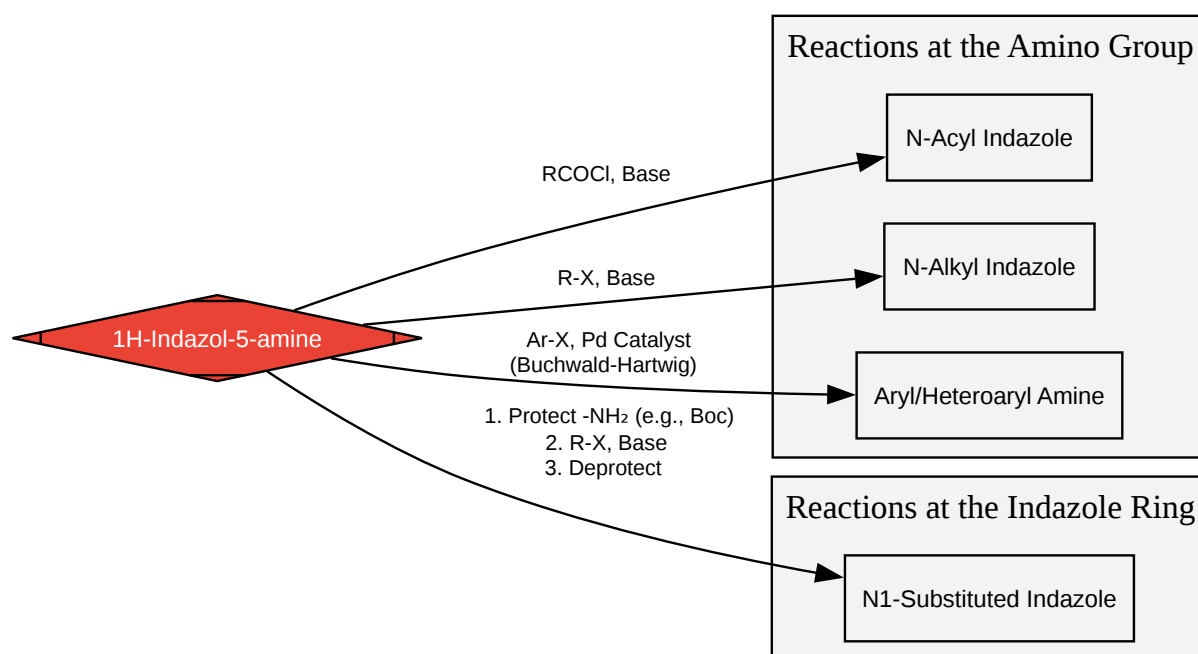 Reactions at the Amino Group
N-Acyl Indazole
RCOCl, Base
N-Alkyl Indazole
R-X, Base
1H-Indazol-5-amine
Ar-X, Pd Catalyst
(Buchwald-Hartwig)
Aryl/Heteroaryl Amine
1. Protect -NH₂ (e.g., Boc)
2. R-X, Base
3. Deprotect
Reactions at the Indazole Ring
N1-Substituted Indazole